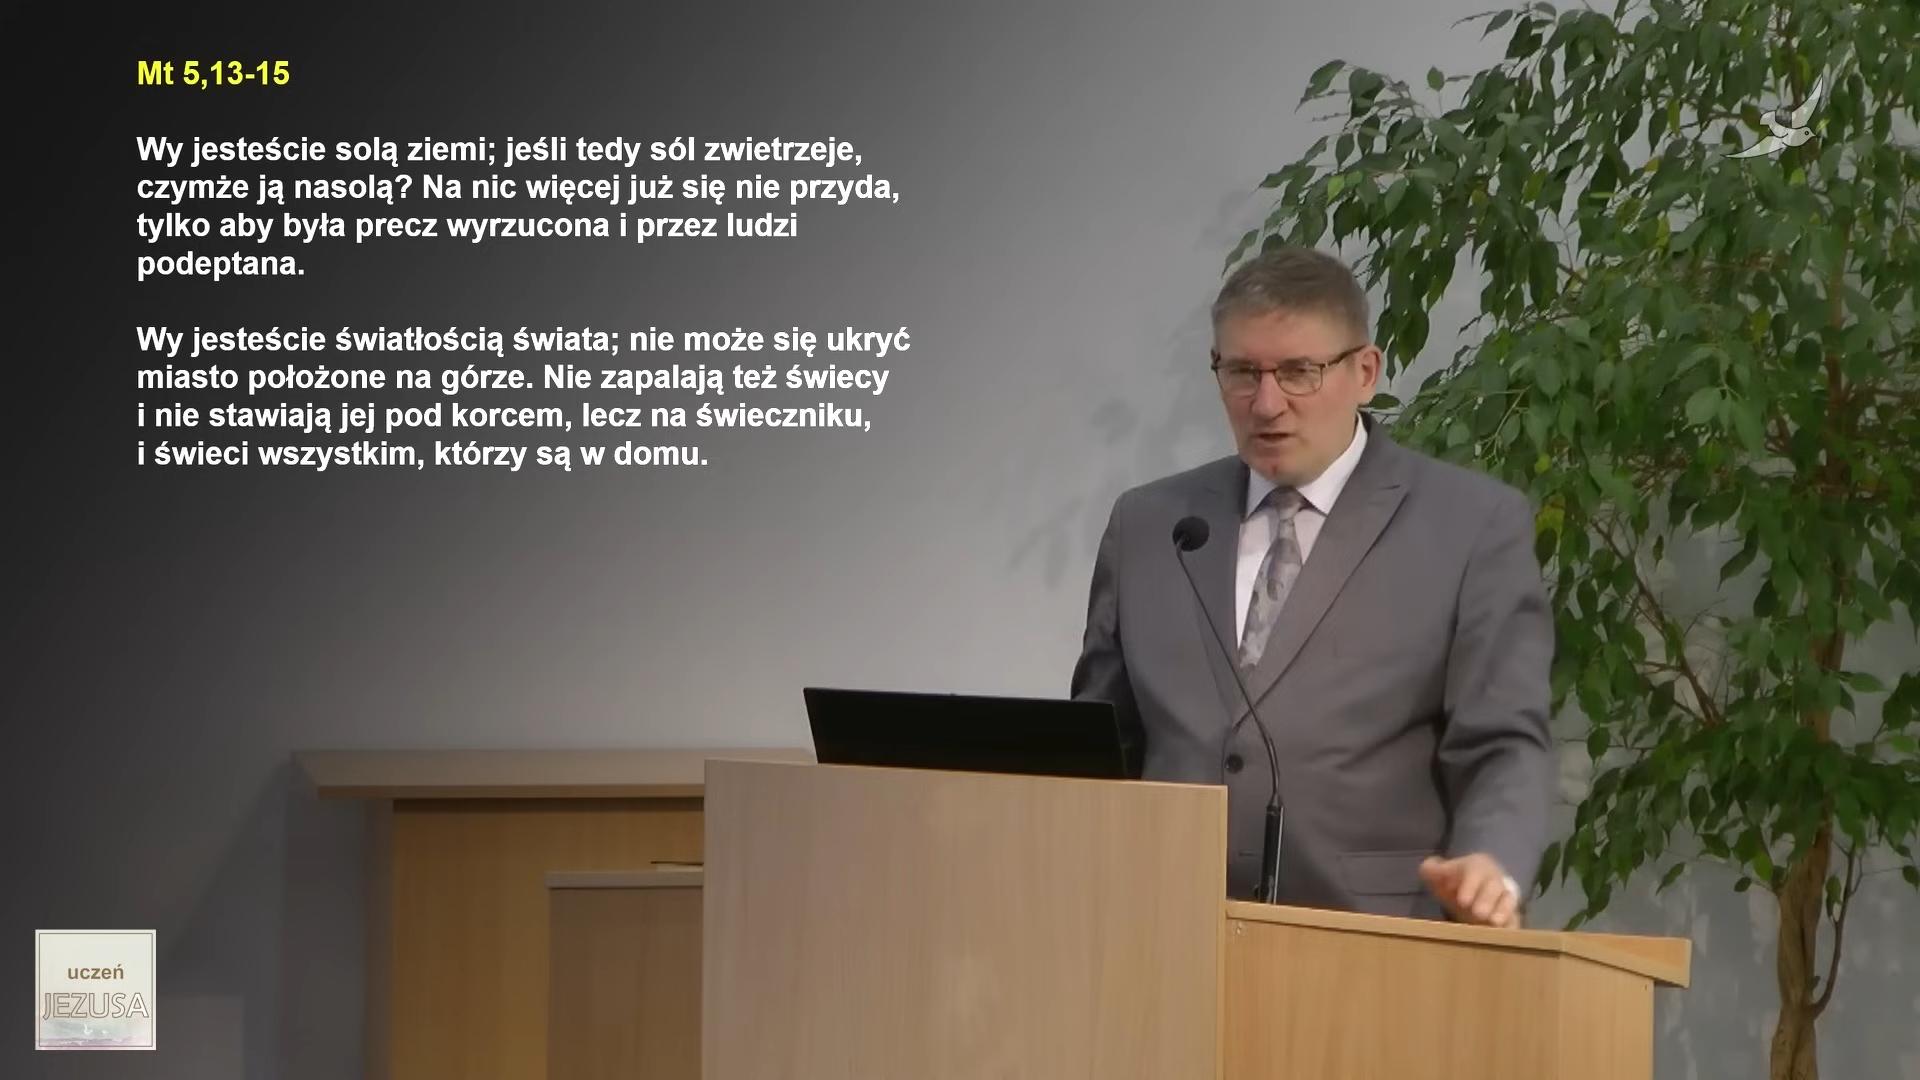 Mt 5,13-15
Wy jesteście solą ziemi; jeśli tedy sól zwietrzeje,
czymże ją nasolą? Na nic więcej już się nie przyda,
tylko aby była precz wyrzucona i przez ludzi
podeptana.
Wy jesteście światłością świata; nie może się ukryć
miasto położone na górze. Nie zapalają też świecy
i nie stawiają jej pod korcem, lecz na świeczniku,
i świeci wszystkim, którzy są w domu.
uczeń
JEZUSA